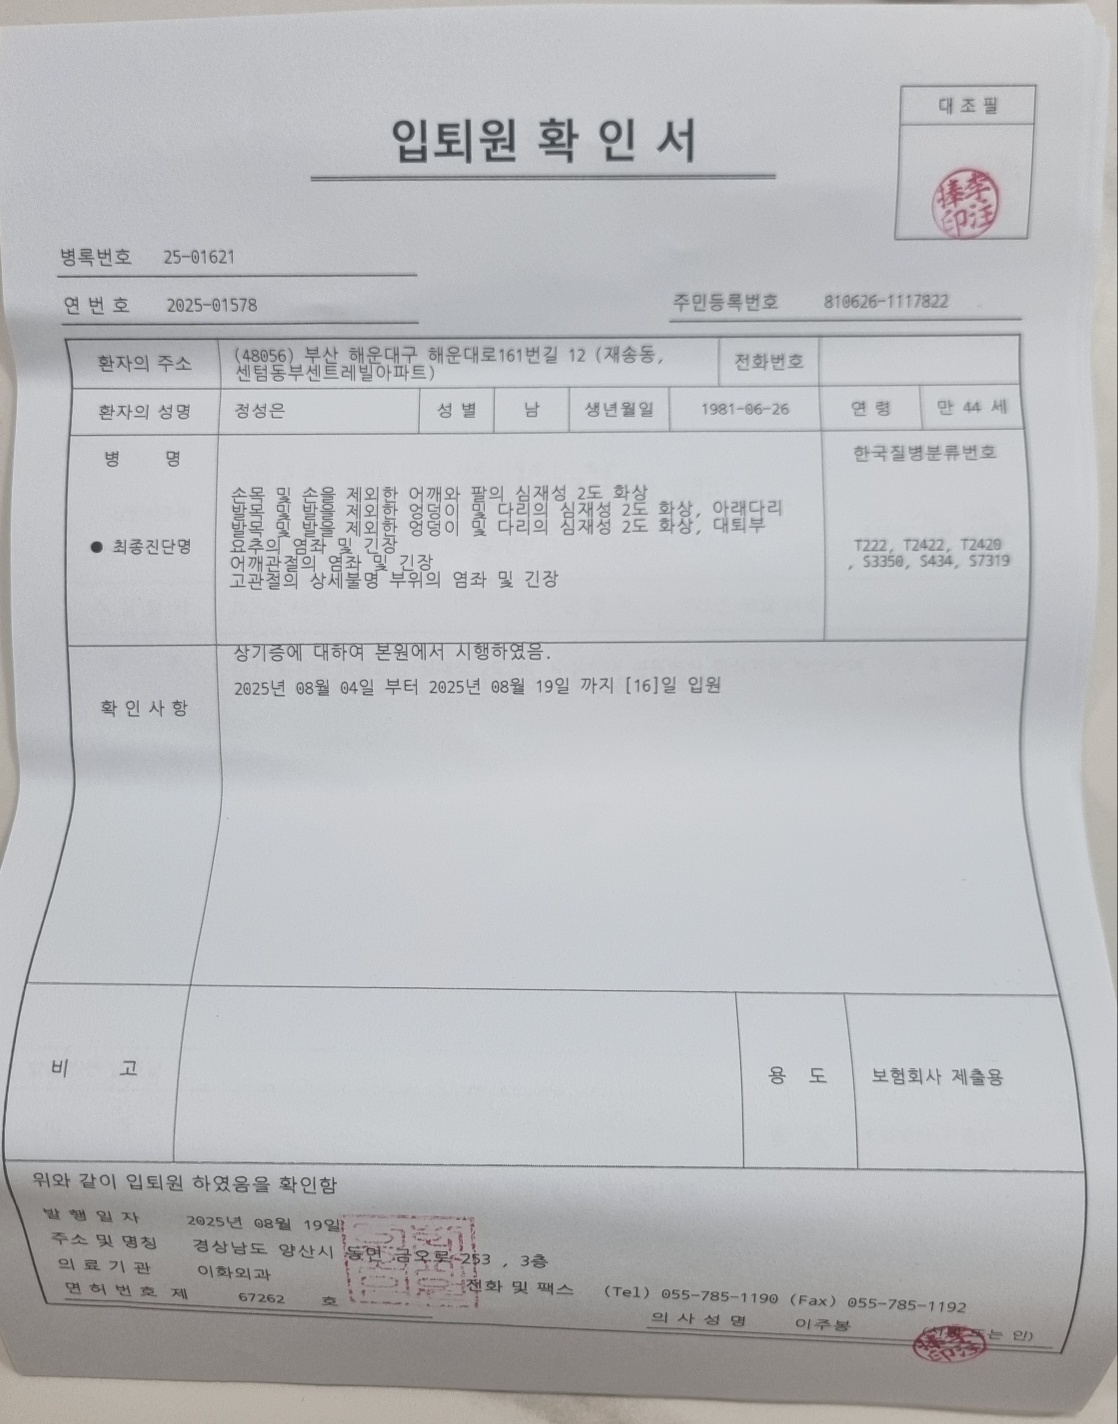 대 조 필
입퇴원 확 인 서
병록번호 25-01621
연 번 호 2025-01578
주민등록번호 810626-1117822
환자의 주소 (48056) 부산 해운대구 해운대로161번길 12 (재송동,
센텀동부센트레빌아파트)
전화번호
환자의 성명 정성은 성 별 남 생년월일 1981-06-26 연 령 만 44 세
병 명 한국질병분류번호
손목 및 손을 제외한 어깨와 팔의 심재성 2도 화상
발목 및 발을 제외한 엉덩이 및 다리의 심재성 2도 화상, 아래다리
발목 및 발을 제외한 엉덩이 및 다리의 심재성 2도 화상, 대퇴부
● 최종진단명 요추의 염좌 및 긴장
어깨관절의 염좌 및 긴장
고관절의 상세불명 부위의 염좌 및 긴장
T222, T2422, T2420
, S3350, S434, S7319
상기증에 대하여 본원에서 시행하였음.
2025년 08월 04일 부터 2025년 08월 19일 까지 [16]일 입원
확 인 사 항
비 고
용 도 보험회사 제출용
위와 같이 입퇴원 하였음을 확인함
발 행 일 자 2025년 08월 19일
주소 및 명칭 경상남도 양산시 동면 금오로 253 , 3층
의 료 기 관 이화외과
전화 및 팩스 (Tel) 055-785-1190 (Fax) 055-785-1192
면 허 번 호 제 67262 호
의 사 성 명 이주봉 또는 인)